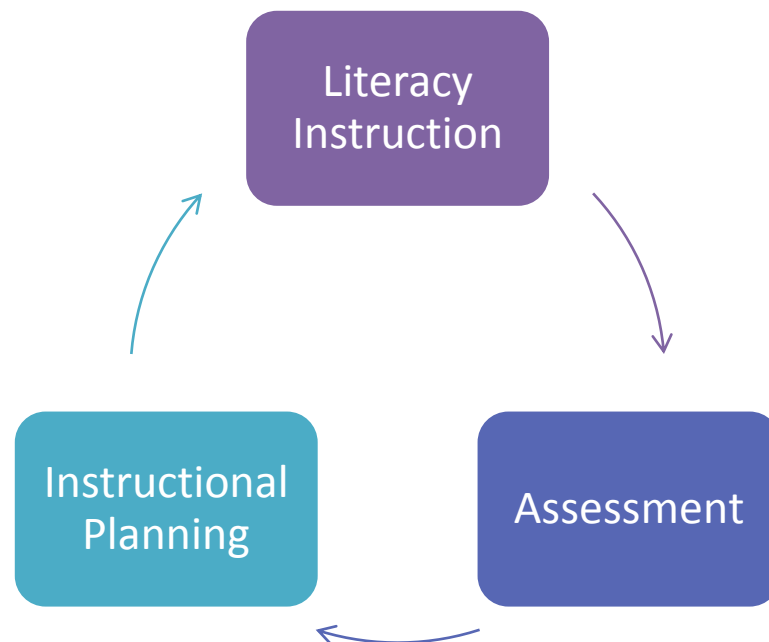 Literacy
Instruction
Assessment
Instructional
Planning